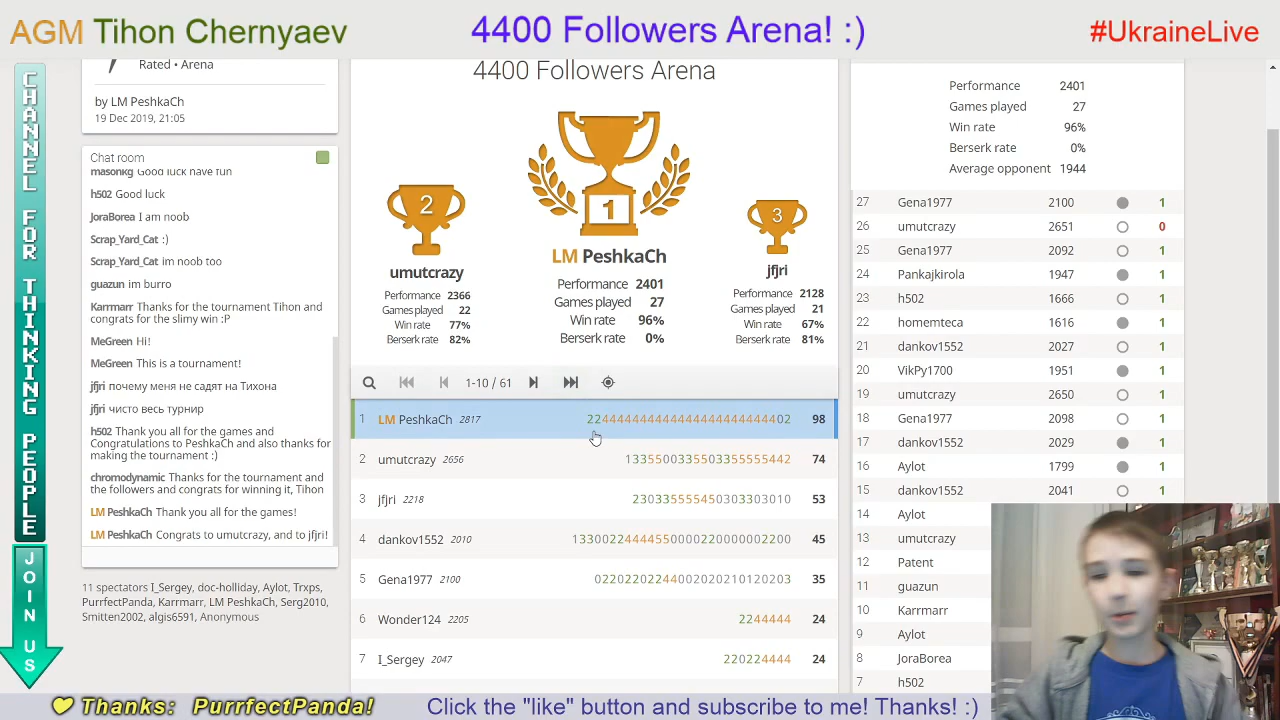 AGM Tihon Chernyaev
4400 Followers Arena! :)
#UkraineLive
CHANNEL FOR THINKING PEOPLE
JOIN US
Rated • Arena
by LM PeshkaCh
19 Dec 2019, 21:05
Chat room
masonkg Good luck have fun
h502 Good luck
JoraBorea I am noob
Scrap_Yard_Cat :)
Scrap_Yard_Cat im noob too
guazun im burro
Karrmarr Thanks for the tournament Tihon and
congrats for the slimy win :P
MeGreen Hi!
MeGreen This is a tournament!
jfjri почему меня не садят на Тихона
jfjri чисто весь турнир
h502 Thank you all for the games and
Congratulations to PeshkaCh and also thanks for
making the tournament :)
chromodynamic Thanks for the tournament and
the followers and congrats for winning it, Tihon
LM PeshkaCh Thank you all for the games!
LM PeshkaCh Congrats to umutcrazy, and to jfjri!
11 spectators I_Sergey, doc-holliday, Aylot, Trxps,
PurrfectPanda, Karrmarr, LM PeshkaCh, Serg2010,
Smitten2002, algis6591, Anonymous
4400 Followers Arena
2
umutcrazy
Performance 2366
Games played 22
Win rate 77%
Berserk rate 82%
1
LM PeshkaCh
Performance 2401
Games played 27
Win rate 96%
Berserk rate 0%
3
jfjri
Performance 2128
Games played 21
Win rate 67%
Berserk rate 81%
1-10 / 61
1 LM PeshkaCh 2817 98
2 umutcrazy 2656 1335500335503355555442 74
3 jfjri 2218 230335555450303303010 53
4 dankov1552 2010 45
5 Gena1977 2100 35
6 Wonder124 2205 2244444 24
7 I_Sergey 2047 220224444 24
Performance 2401
Games played 27
Win rate 96%
Berserk rate 0%
Average opponent 1944
27 Gena1977 2100 1
26 umutcrazy 2651 0
25 Gena1977 2092 1
24 Pankajkirola 1947 1
23 h502 1666 1
22 homemteca 1616 1
21 dankov1552 2027 1
20 VikPy1700 1951 1
19 umutcrazy 2650 1
18 Gena1977 2098 1
17 dankov1552 2029 1
16 Aylot 1799 1
15 dankov1552 2041 1
14 Aylot
13 umutcrazy
12 Patent
11 guazun
10 Karrmarr
9 Aylot
8 JoraBorea
7 h502
Thanks: PurrfectPanda!
Click the "like" button and subscribe to me! Thanks! :)